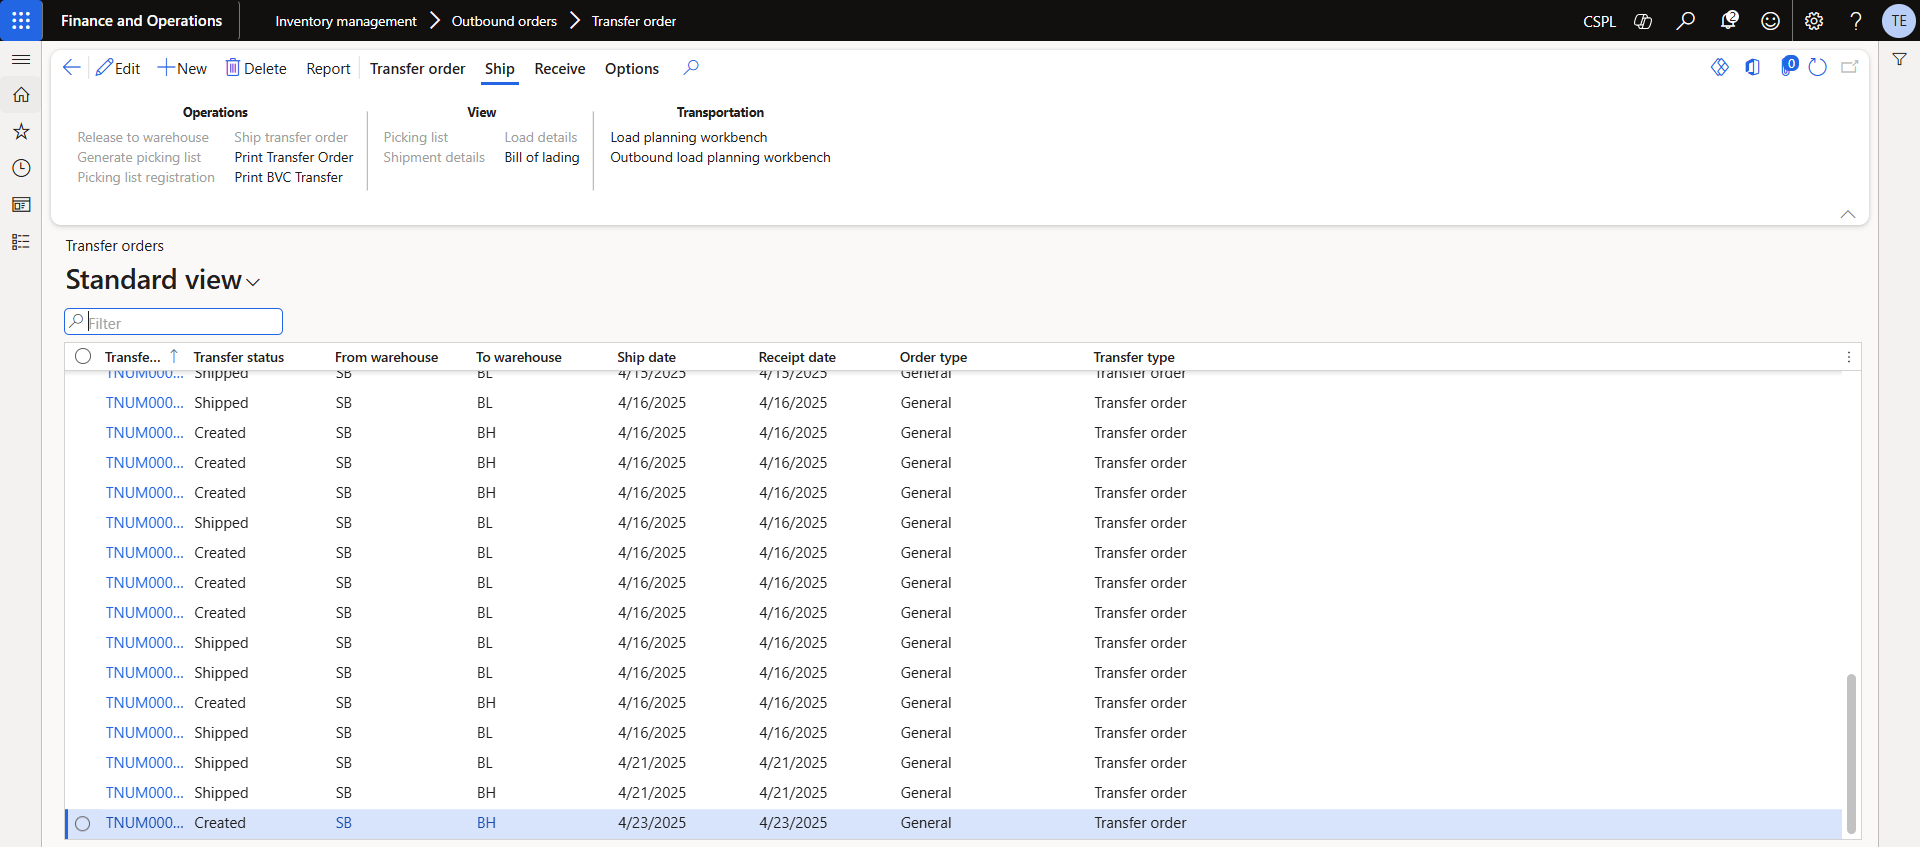 Finance and Operations
Inventory management Outbound orders Transfer order
CSPL 2 TE
Edit New Delete Report Transfer order Ship Receive Options 0
Operations View Transportation
Release to warehouse Ship transfer order Picking list Load details Load planning workbench
Generate picking list Print Transfer Order Shipment details Bill of lading Outbound load planning workbench
Picking list registration Print BVC Transfer
Transfer orders
Standard view
Filter
Transfe... Transfer status From warehouse To warehouse Ship date Receipt date Order type Transfer type
TNUM000... Shipped SB BL 4/15/2025 4/15/2025 General Transfer order
TNUM000... Shipped SB BL 4/16/2025 4/16/2025 General Transfer order
TNUM000... Created SB BH 4/16/2025 4/16/2025 General Transfer order
TNUM000... Created SB BH 4/16/2025 4/16/2025 General Transfer order
TNUM000... Created SB BH 4/16/2025 4/16/2025 General Transfer order
TNUM000... Shipped SB BL 4/16/2025 4/16/2025 General Transfer order
TNUM000... Created SB BL 4/16/2025 4/16/2025 General Transfer order
TNUM000... Created SB BL 4/16/2025 4/16/2025 General Transfer order
TNUM000... Created SB BL 4/16/2025 4/16/2025 General Transfer order
TNUM000... Shipped SB BL 4/16/2025 4/16/2025 General Transfer order
TNUM000... Shipped SB BL 4/16/2025 4/16/2025 General Transfer order
TNUM000... Created SB BH 4/16/2025 4/16/2025 General Transfer order
TNUM000... Shipped SB BL 4/16/2025 4/16/2025 General Transfer order
TNUM000... Shipped SB BL 4/21/2025 4/21/2025 General Transfer order
TNUM000... Shipped SB BH 4/21/2025 4/21/2025 General Transfer order
TNUM000... Created SB BH 4/23/2025 4/23/2025 General Transfer order